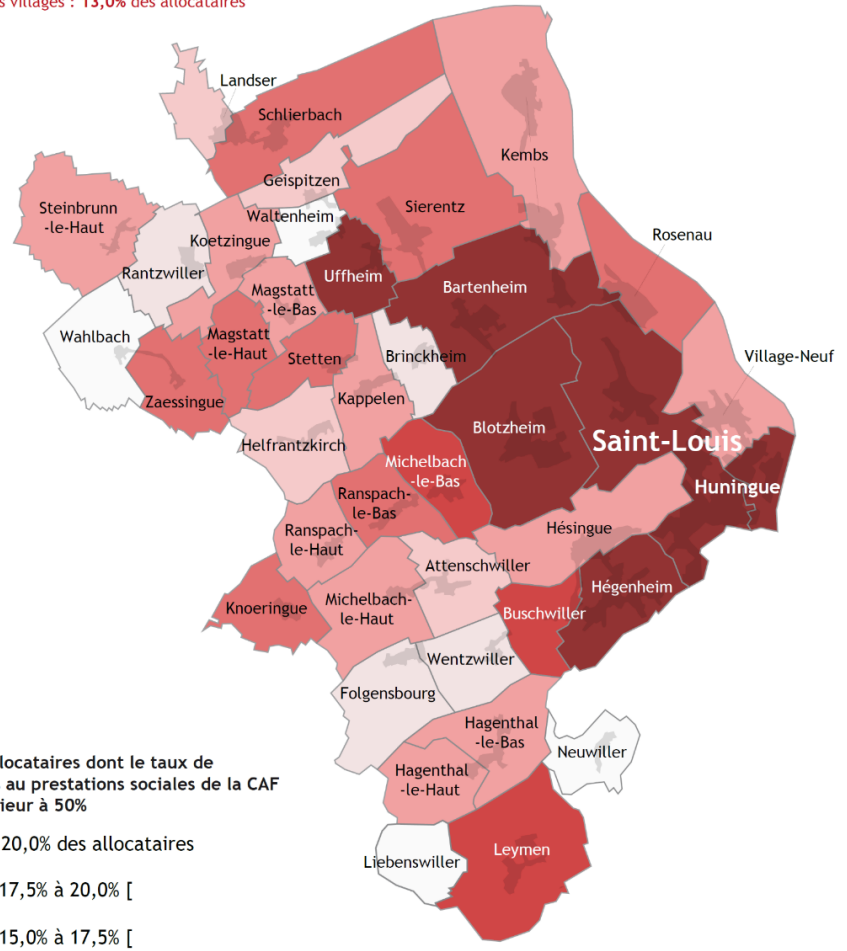 s villages : 13,0% des allocataires
Landser
Schlierbach
Kembs
Geispitzen
Steinbrunn
-le-Haut
Sierentz
Waltenheim
Koetzingue
Rosenau
Rantzwiller
Uffheim
Bartenheim
Magstatt
-le-Bas
Wahlbach
Magstatt
-le-Haut
Stetten
Brinckheim
Village-Neuf
Zaessingue
Kappelen
Blotzheim
Saint-Louis
Helfrantzkirch
Michelbach
-le-Bas
Huningue
Ranspach-
le-Bas
Hésingue
Ranspach-
le-Haut
Attenschwiller
Hégenheim
Knoeringue
Michelbach-
le-Haut
Buschwiller
Wentzwiller
Folgensbourg
Hagenthal
-le-Bas
Neuwiller
Hagenthal
-le-Haut
Liebenswiller
Leymen
locataires dont le taux de
au prestations sociales de la CAF
ieur à 50%
20,0% des allocataires
17,5% à 20,0% [
15,0% à 17,5% [